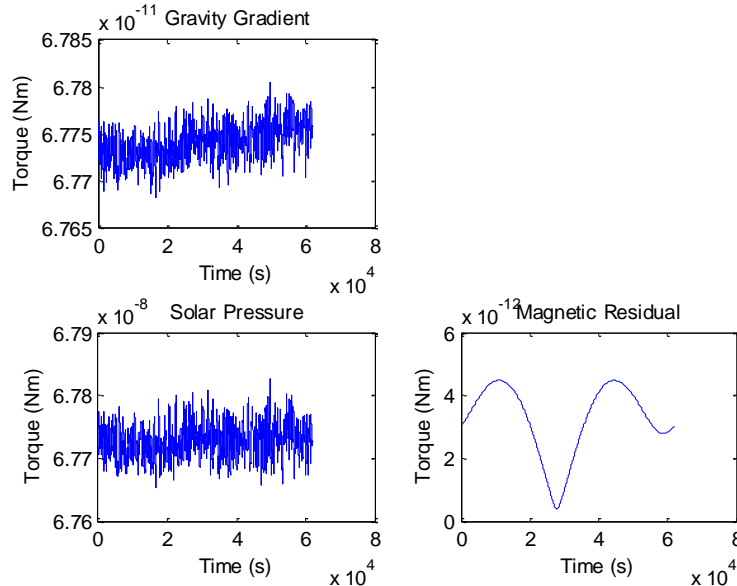 x 10^-11 Gravity Gradient
6.785
6.78
6.775
6.77
6.765
Torque (Nm)
0 2 4 6 8
Time (s)
x 10^4
x 10^-8 Solar Pressure
6.79
6.78
6.77
6.76
Torque (Nm)
0 2 4 6 8
Time (s)
x 10^4
x 10^-12 Magnetic Residual
6
4
2
0
Torque (Nm)
0 2 4 6 8
Time (s)
x 10^4